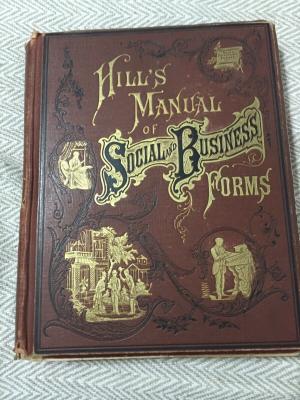 HILL'S
MANUAL
OF
SOCIAL AND BUSINESS
FORMS